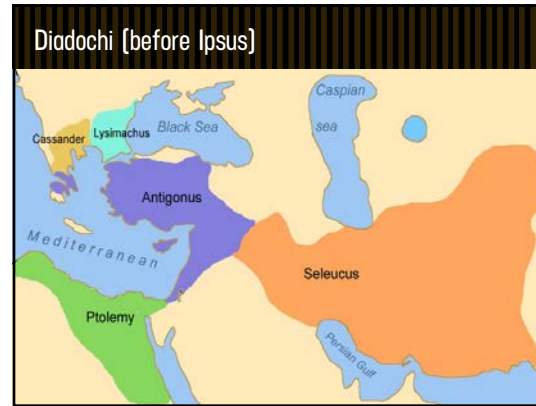 Diadochi (before Ipsus)
Caspian
sea
Black Sea
Lysimachus
Cassander
Antigonus
Mediterranean
Seleucus
Ptolemy
Persian Gulf